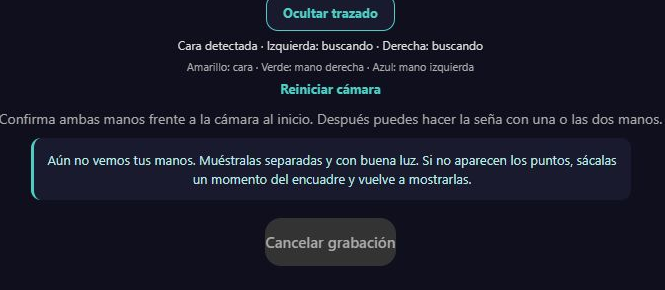 Ocultar trazado
Cara detectada · Izquierda: buscando · Derecha: buscando
Amarillo: cara · Verde: mano derecha · Azul: mano izquierda
Reiniciar cámara
Confirma ambas manos frente a la cámara al inicio. Después puedes hacer la seña con una o las dos manos.
Aún no vemos tus manos. Muéstralas separadas y con buena luz. Si no aparecen los puntos, sácalas
un momento del encuadre y vuelve a mostrarlas.
Cancelar grabación